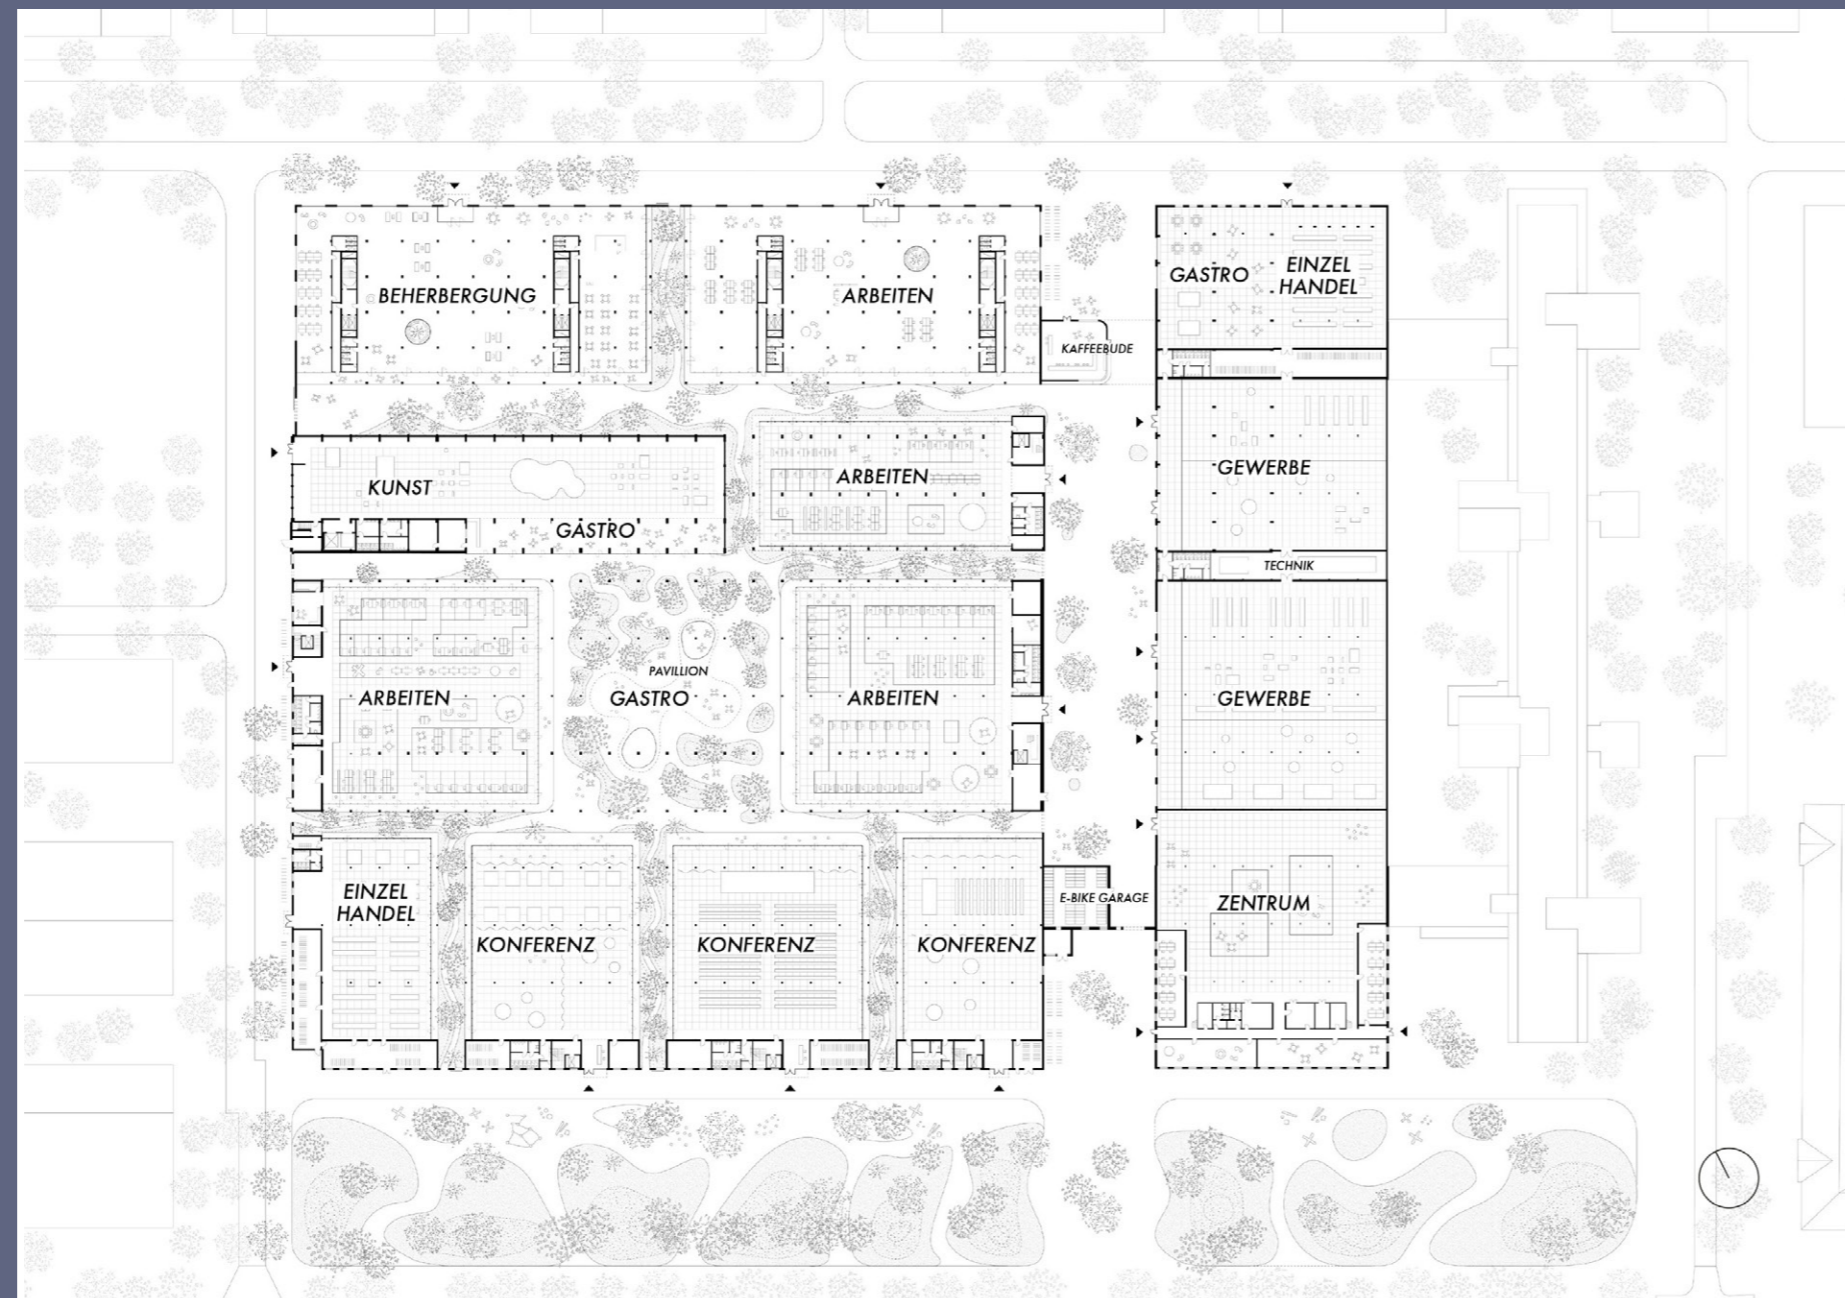 BEHERBERGUNG
ARBEITEN
GASTRO
EINZEL
HANDEL
KAFFEEBUDE
KUNST
GASTRO
ARBEITEN
GEWERBE
TECHNIK
ARBEITEN
PAVILLION
GASTRO
ARBEITEN
GEWERBE
EINZEL
HANDEL
KONFERENZ
KONFERENZ
KONFERENZ
E-BIKE GARAGE
ZENTRUM